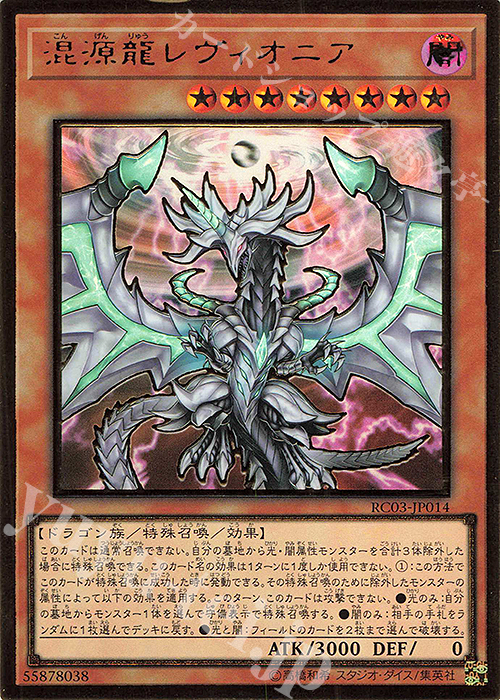 混源龍レヴィオニア
こん げん りゅう
闇
RC03-JP014
【ドラゴン族／特殊召喚／効果】
このカードは通常召喚できない。自分の墓地から光・闇属性モンスターを合計３体除外した
場合に特殊召喚できる。このカード名の効果は１ターンに１度しか使用できない。①：この方法で
このカードが特殊召喚に成功した時に発動できる。その特殊召喚のために除外したモンスターの
属性によって以下の効果を適用する。このターン、このカードは攻撃できない。●光のみ：自分
の墓地からモンスター１体を選んで守備表示で特殊召喚する。●闇のみ：相手の手札をラ
ンダムに１枚選んでデッキに戻す。●光と闇：フィールドのカードを２枚まで選んで破壊する。
ATK/3000 DEF/ 0
55878038
©高橋和希 スタジオ・ダイス/集英社
yuyu-tei.jp